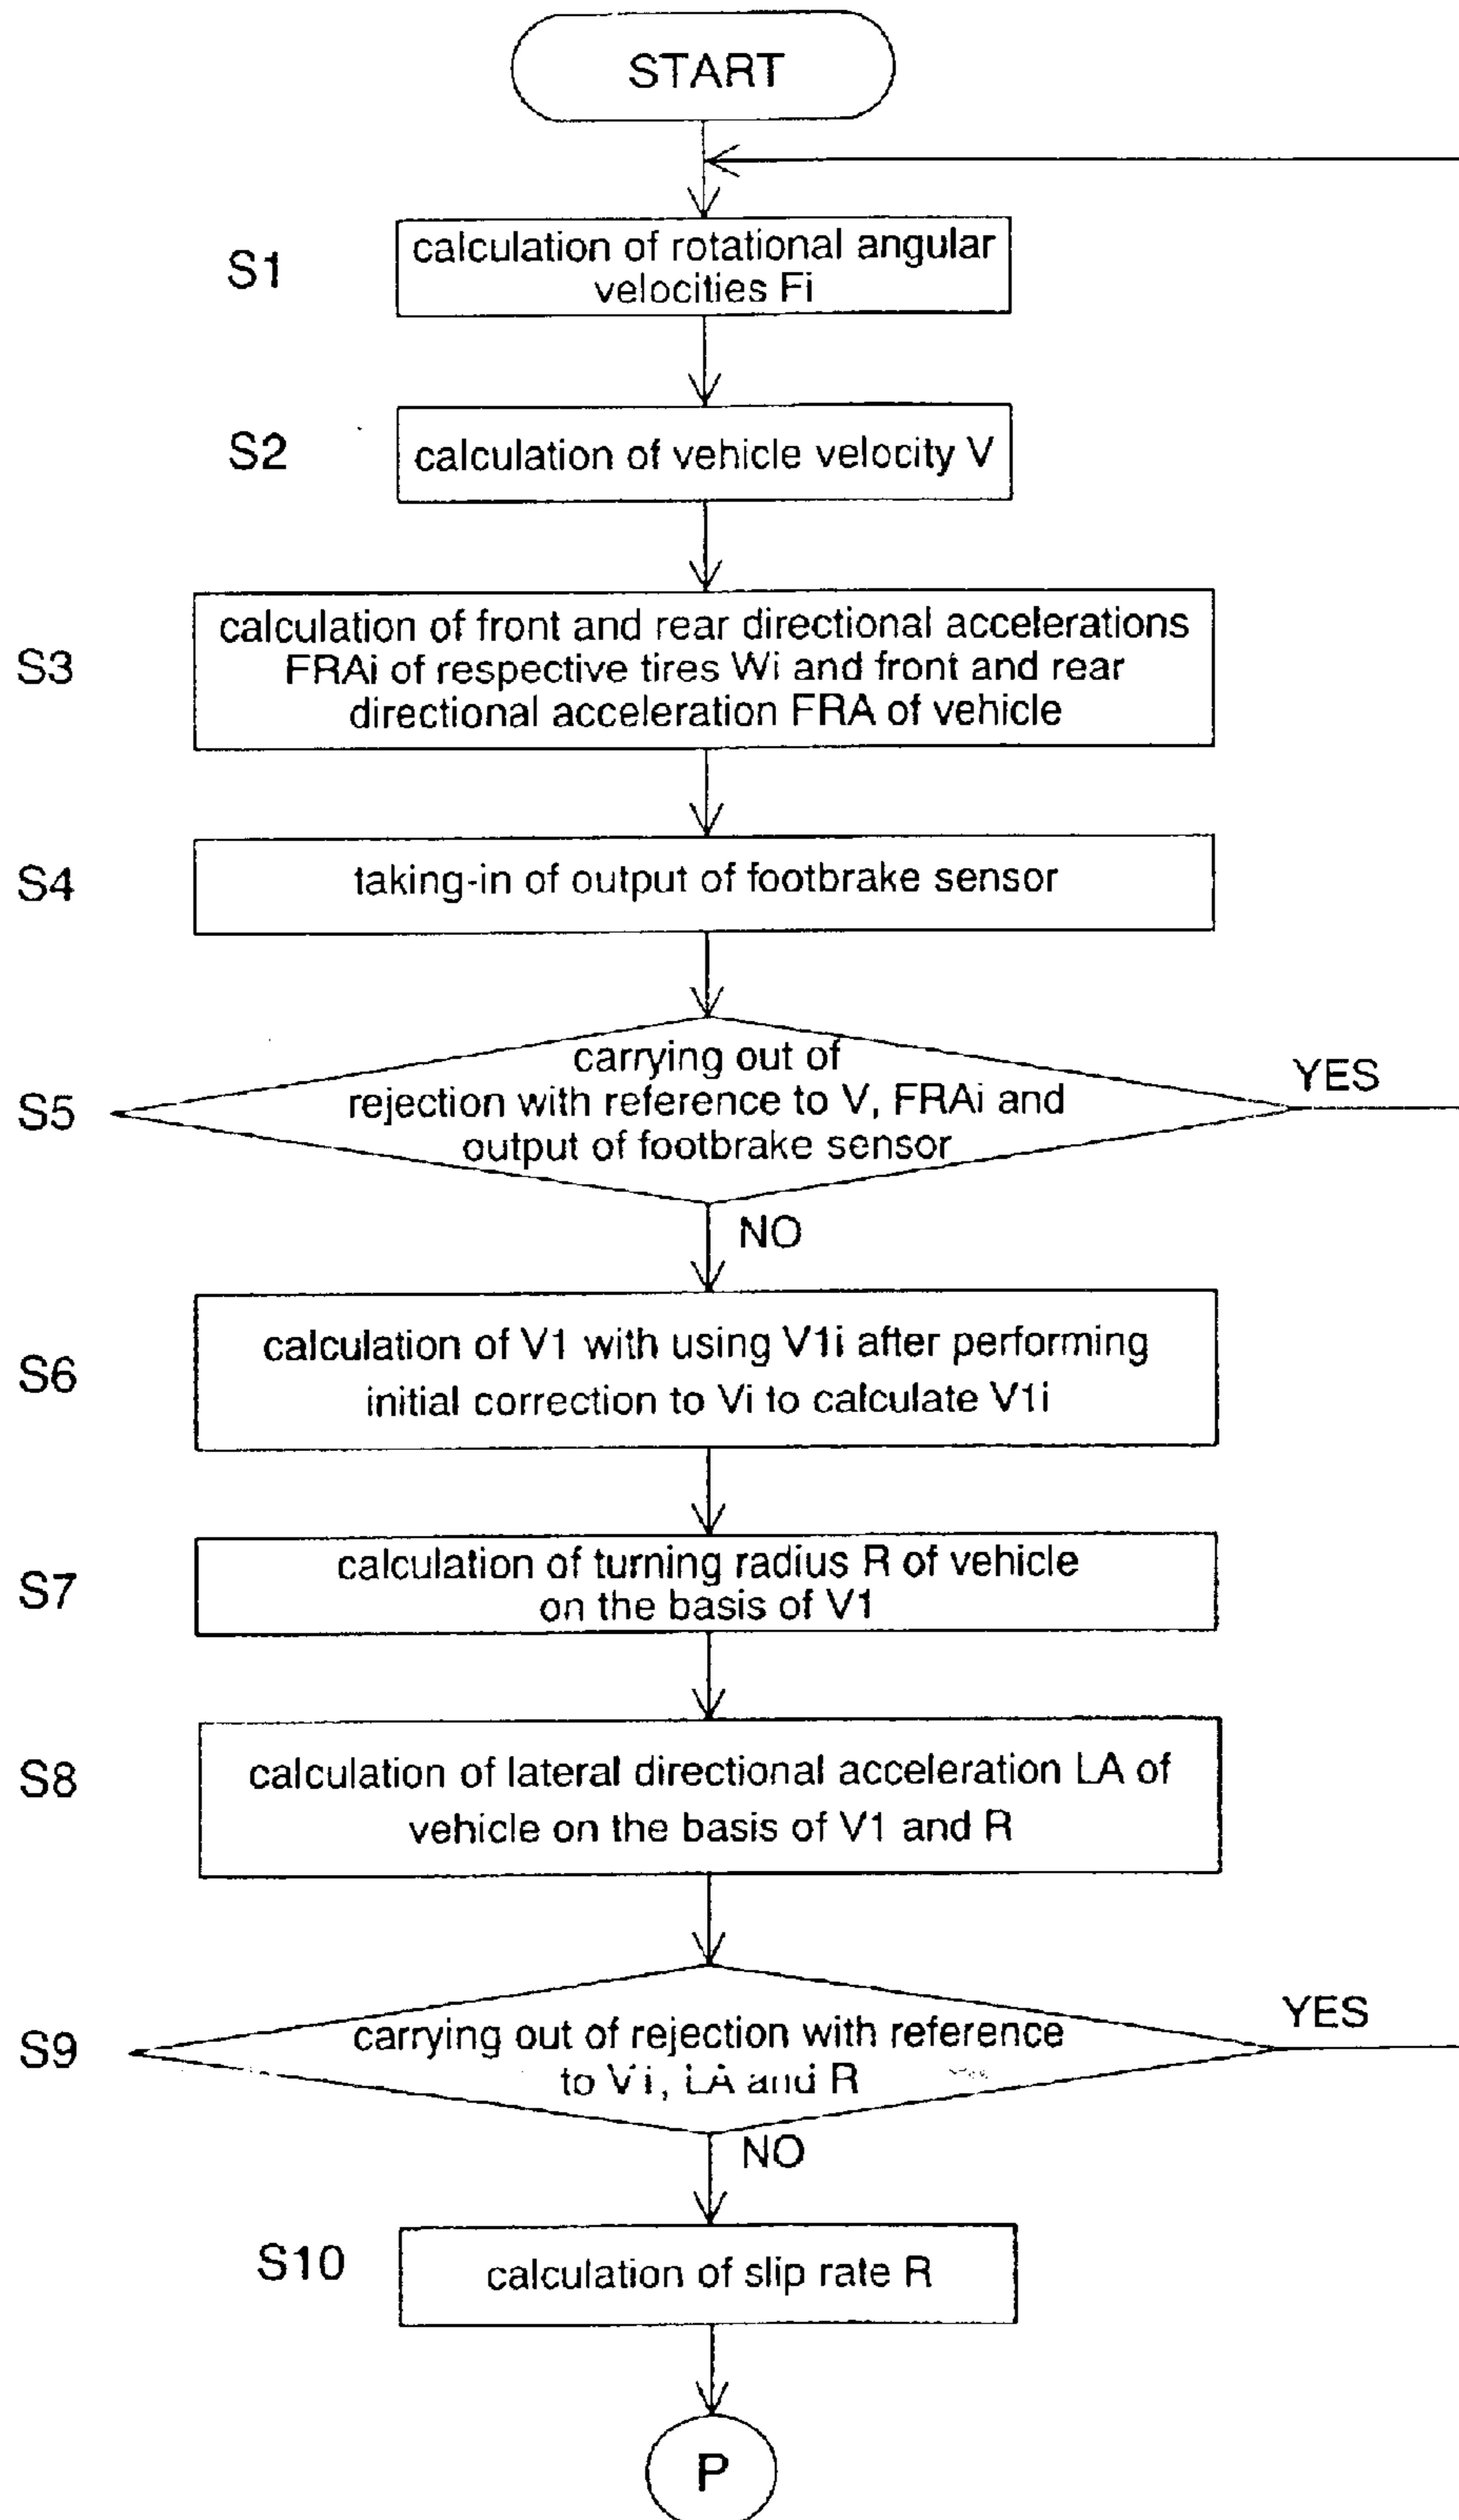 START
S1
calculation of rotational angular
velocities Fi
S2
calculation of vehicle velocity V
S3
calculation of front and rear directional accelerations
FRAi of respective tires Wi and front and rear
directional acceleration FRA of vehicle
S4
taking-in of output of footbrake sensor
S5
carrying out of
rejection with reference to V, FRAi and
output of footbrake sensor
YES
NO
S6
calculation of V1 with using V1i after performing
initial correction to Vi to calculate V1i
S7
calculation of turning radius R of vehicle
on the basis of V1
S8
calculation of lateral directional acceleration LA of
vehicle on the basis of V1 and R
S9
carrying out of rejection with reference
to LA and R
YES
NO
S10
calculation of slip rate R
P